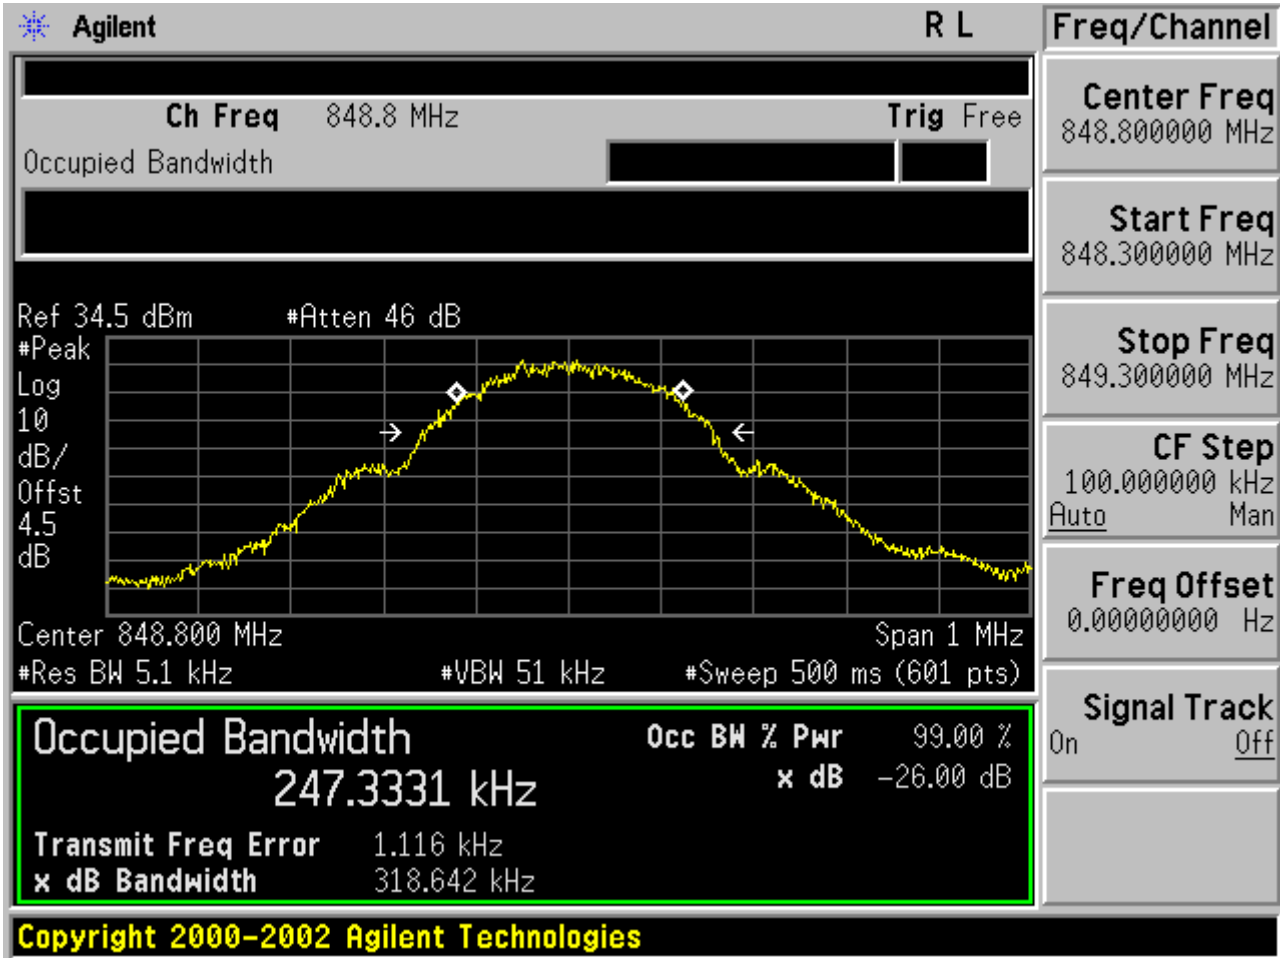 Agilent R L
Ch Freq 848.8 MHz Trig Free
Occupied Bandwidth
Ref 34.5 dBm #Atten 46 dB
#Peak
Log
10
dB/
Offst
4.5
dB
Center 848.800 MHz Span 1 MHz
#Res BW 5.1 kHz #VBW 51 kHz #Sweep 500 ms (601 pts)
Occupied Bandwidth Occ BW % Pwr 99.00 %
247.3331 kHz x dB -26.00 dB
Transmit Freq Error 1.116 kHz
x dB Bandwidth 318.642 kHz
Copyright 2000-2002 Agilent Technologies
Freq/Channel
Center Freq
848.800000 MHz
Start Freq
848.300000 MHz
Stop Freq
849.300000 MHz
CF Step
100.000000 kHz
Auto Man
Freq Offset
0.00000000 Hz
Signal Track
On Off